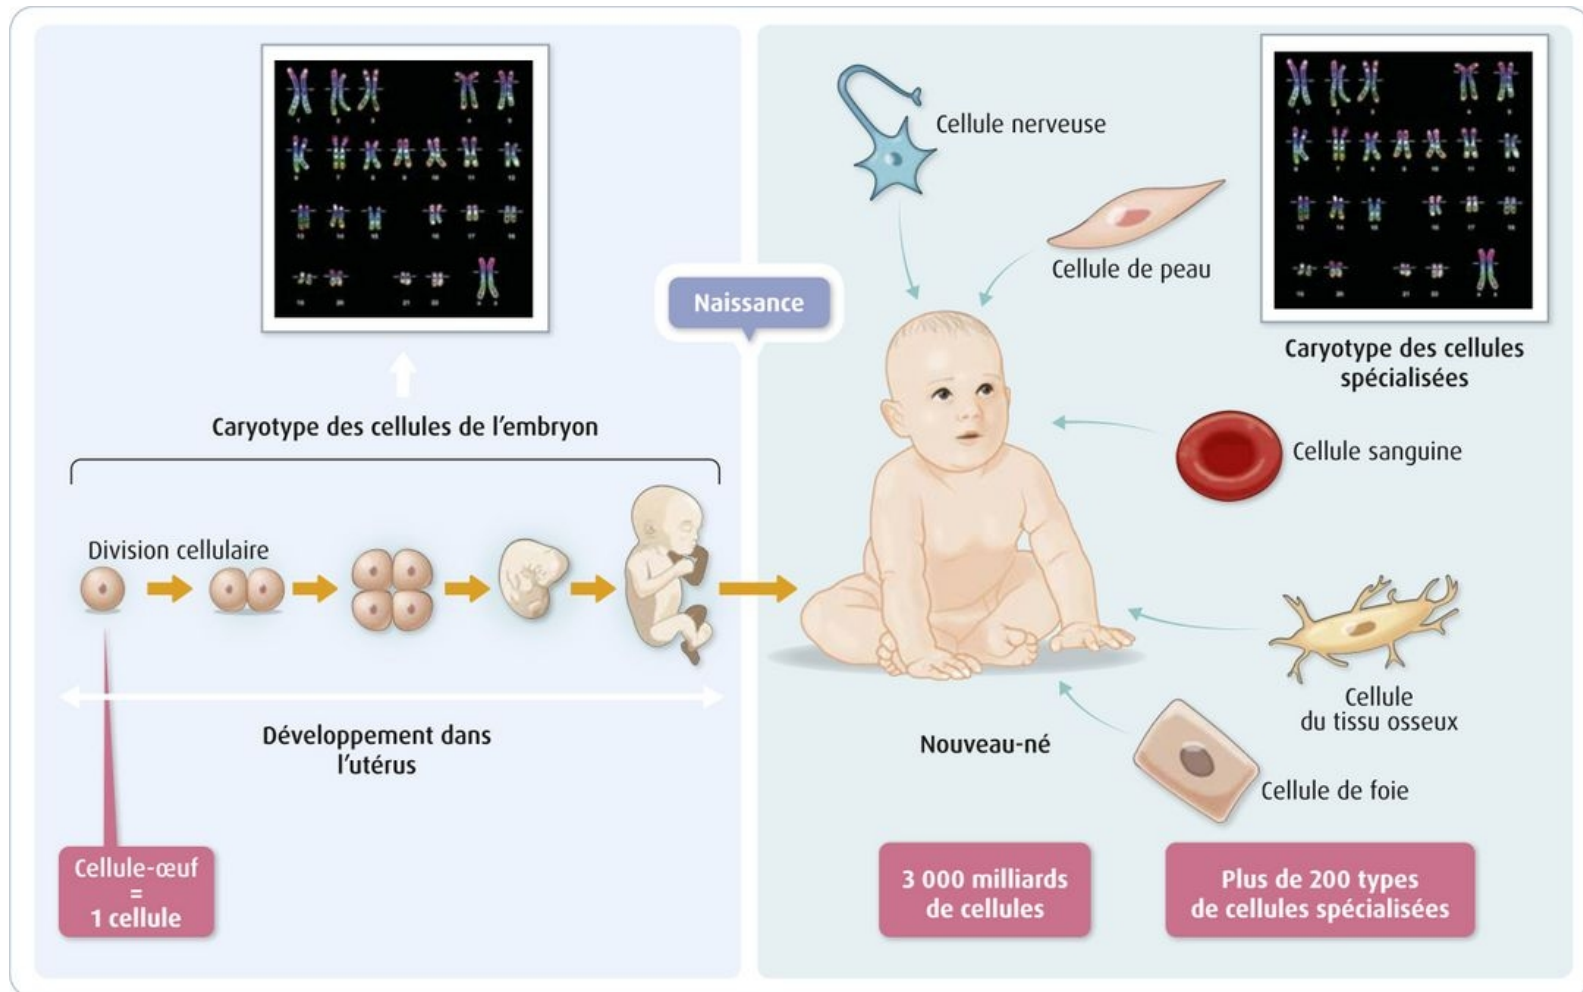 Naissance
Caryotype des cellules de l'embryon
Division cellulaire
Développement dans
l'utérus
Cellule-œuf
=
1 cellule
Cellule nerveuse
Cellule de peau
Caryotype des cellules
spécialisées
Cellule sanguine
Cellule
du tissu osseux
Nouveau-né
Cellule de foie
3 000 milliards
de cellules
Plus de 200 types
de cellules spécialisées